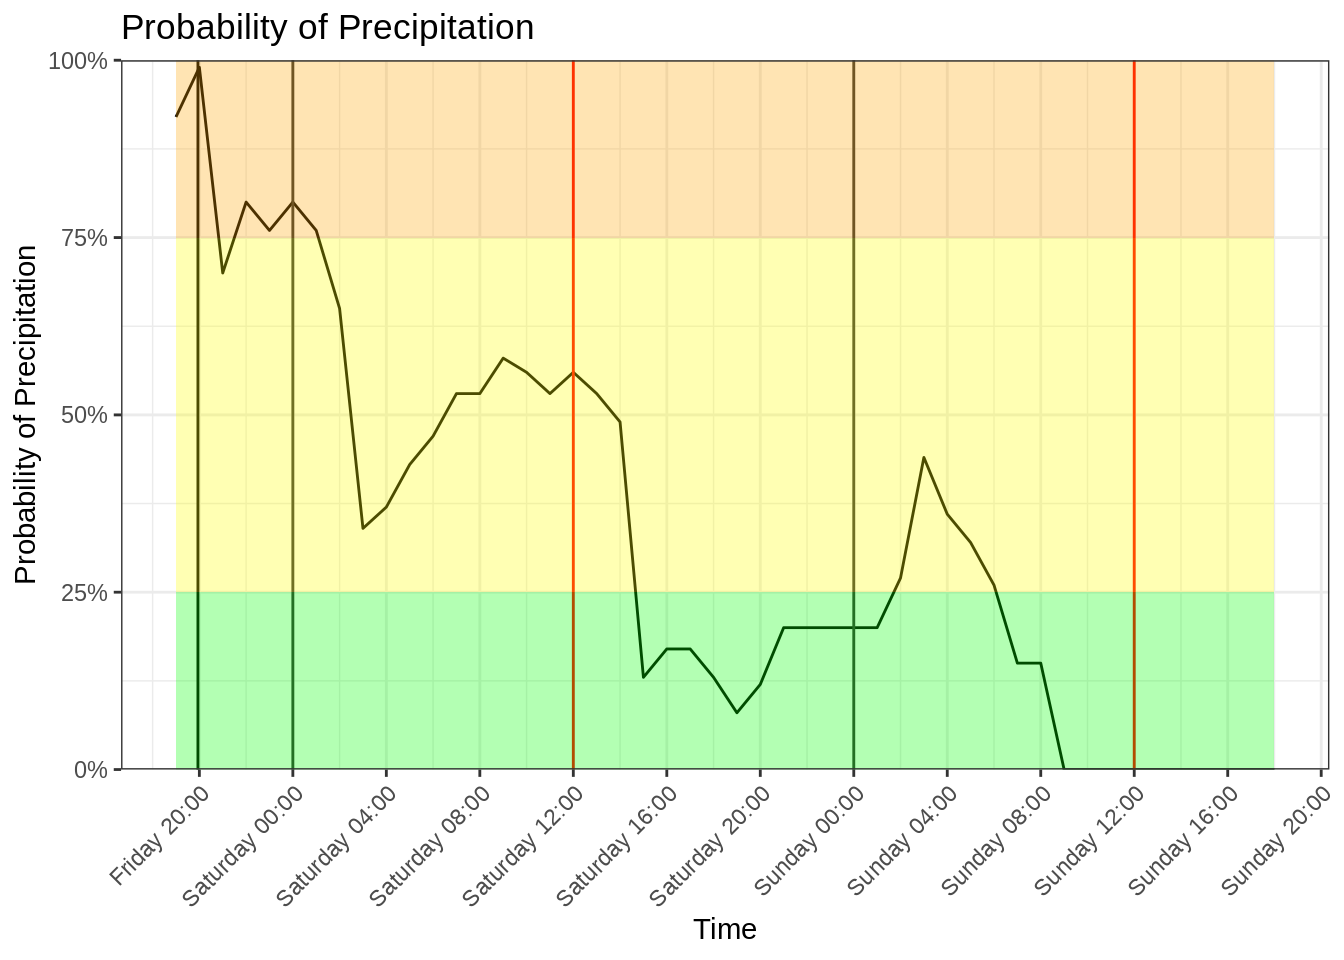 Probability of Precipitation
Probability of Precipitation
100%
75%
50%
25%
0%
Friday 20:00
Saturday 00:00
Saturday 04:00
Saturday 08:00
Saturday 12:00
Saturday 16:00
Saturday 20:00
Sunday 00:00
Sunday 04:00
Sunday 08:00
Sunday 12:00
Sunday 16:00
Sunday 20:00
Time